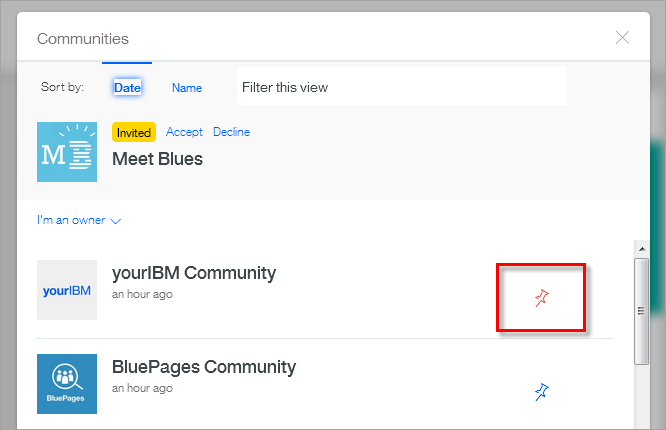 Communities
Sort by: Date Name Filter this view
Invited Accept Decline
MB
Meet Blues
I'm an owner
yourIBM
yourIBM Community
an hour ago
BluePages
BluePages Community
an hour ago